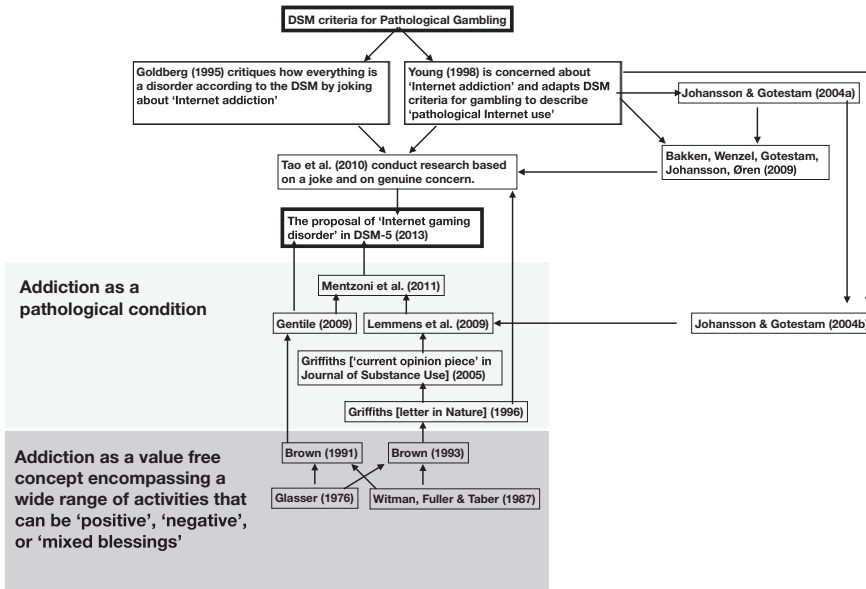 DSM criteria for Pathological Gambling
Goldberg (1995) critiques how everything is
a disorder according to the DSM by joking
about ‘Internet addiction’
Young (1998) is concerned about
‘Internet addiction’ and adapts DSM
criteria for gambling to describe
‘pathological Internet use’
Johansson & Gotestam (2004a)
Bakken, Wenzel, Gotestam,
Johansson, Øren (2009)
Tao et al. (2010) conduct research based
on a joke and on genuine concern.
The proposal of ‘Internet gaming
disorder’ in DSM-5 (2013)
Addiction as a
pathological condition
Mentzoni et al. (2011)
Gentile (2009)
Lemmens et al. (2009)
Johansson & Gotestam (2004b)
Griffiths [‘current opinion piece’ in
Journal of Substance Use] (2005)
Griffiths [letter in Nature] (1996)
Addiction as a value free
concept encompassing a
wide range of activities that
can be ‘positive’, ‘negative’,
or ‘mixed blessings’
Brown (1991)
Brown (1993)
Glasser (1976)
Witman, Fuller & Taber (1987)